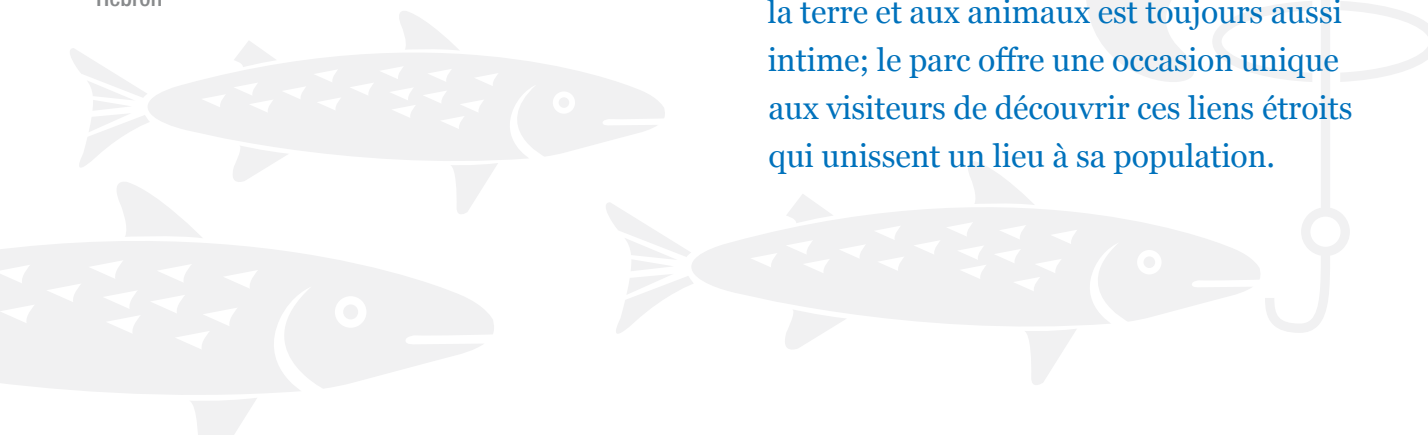 Hebron
la terre et aux animaux est toujours aussi
intime; le parc offre une occasion unique
aux visiteurs de découvrir ces liens étroits
qui unissent un lieu à sa population.